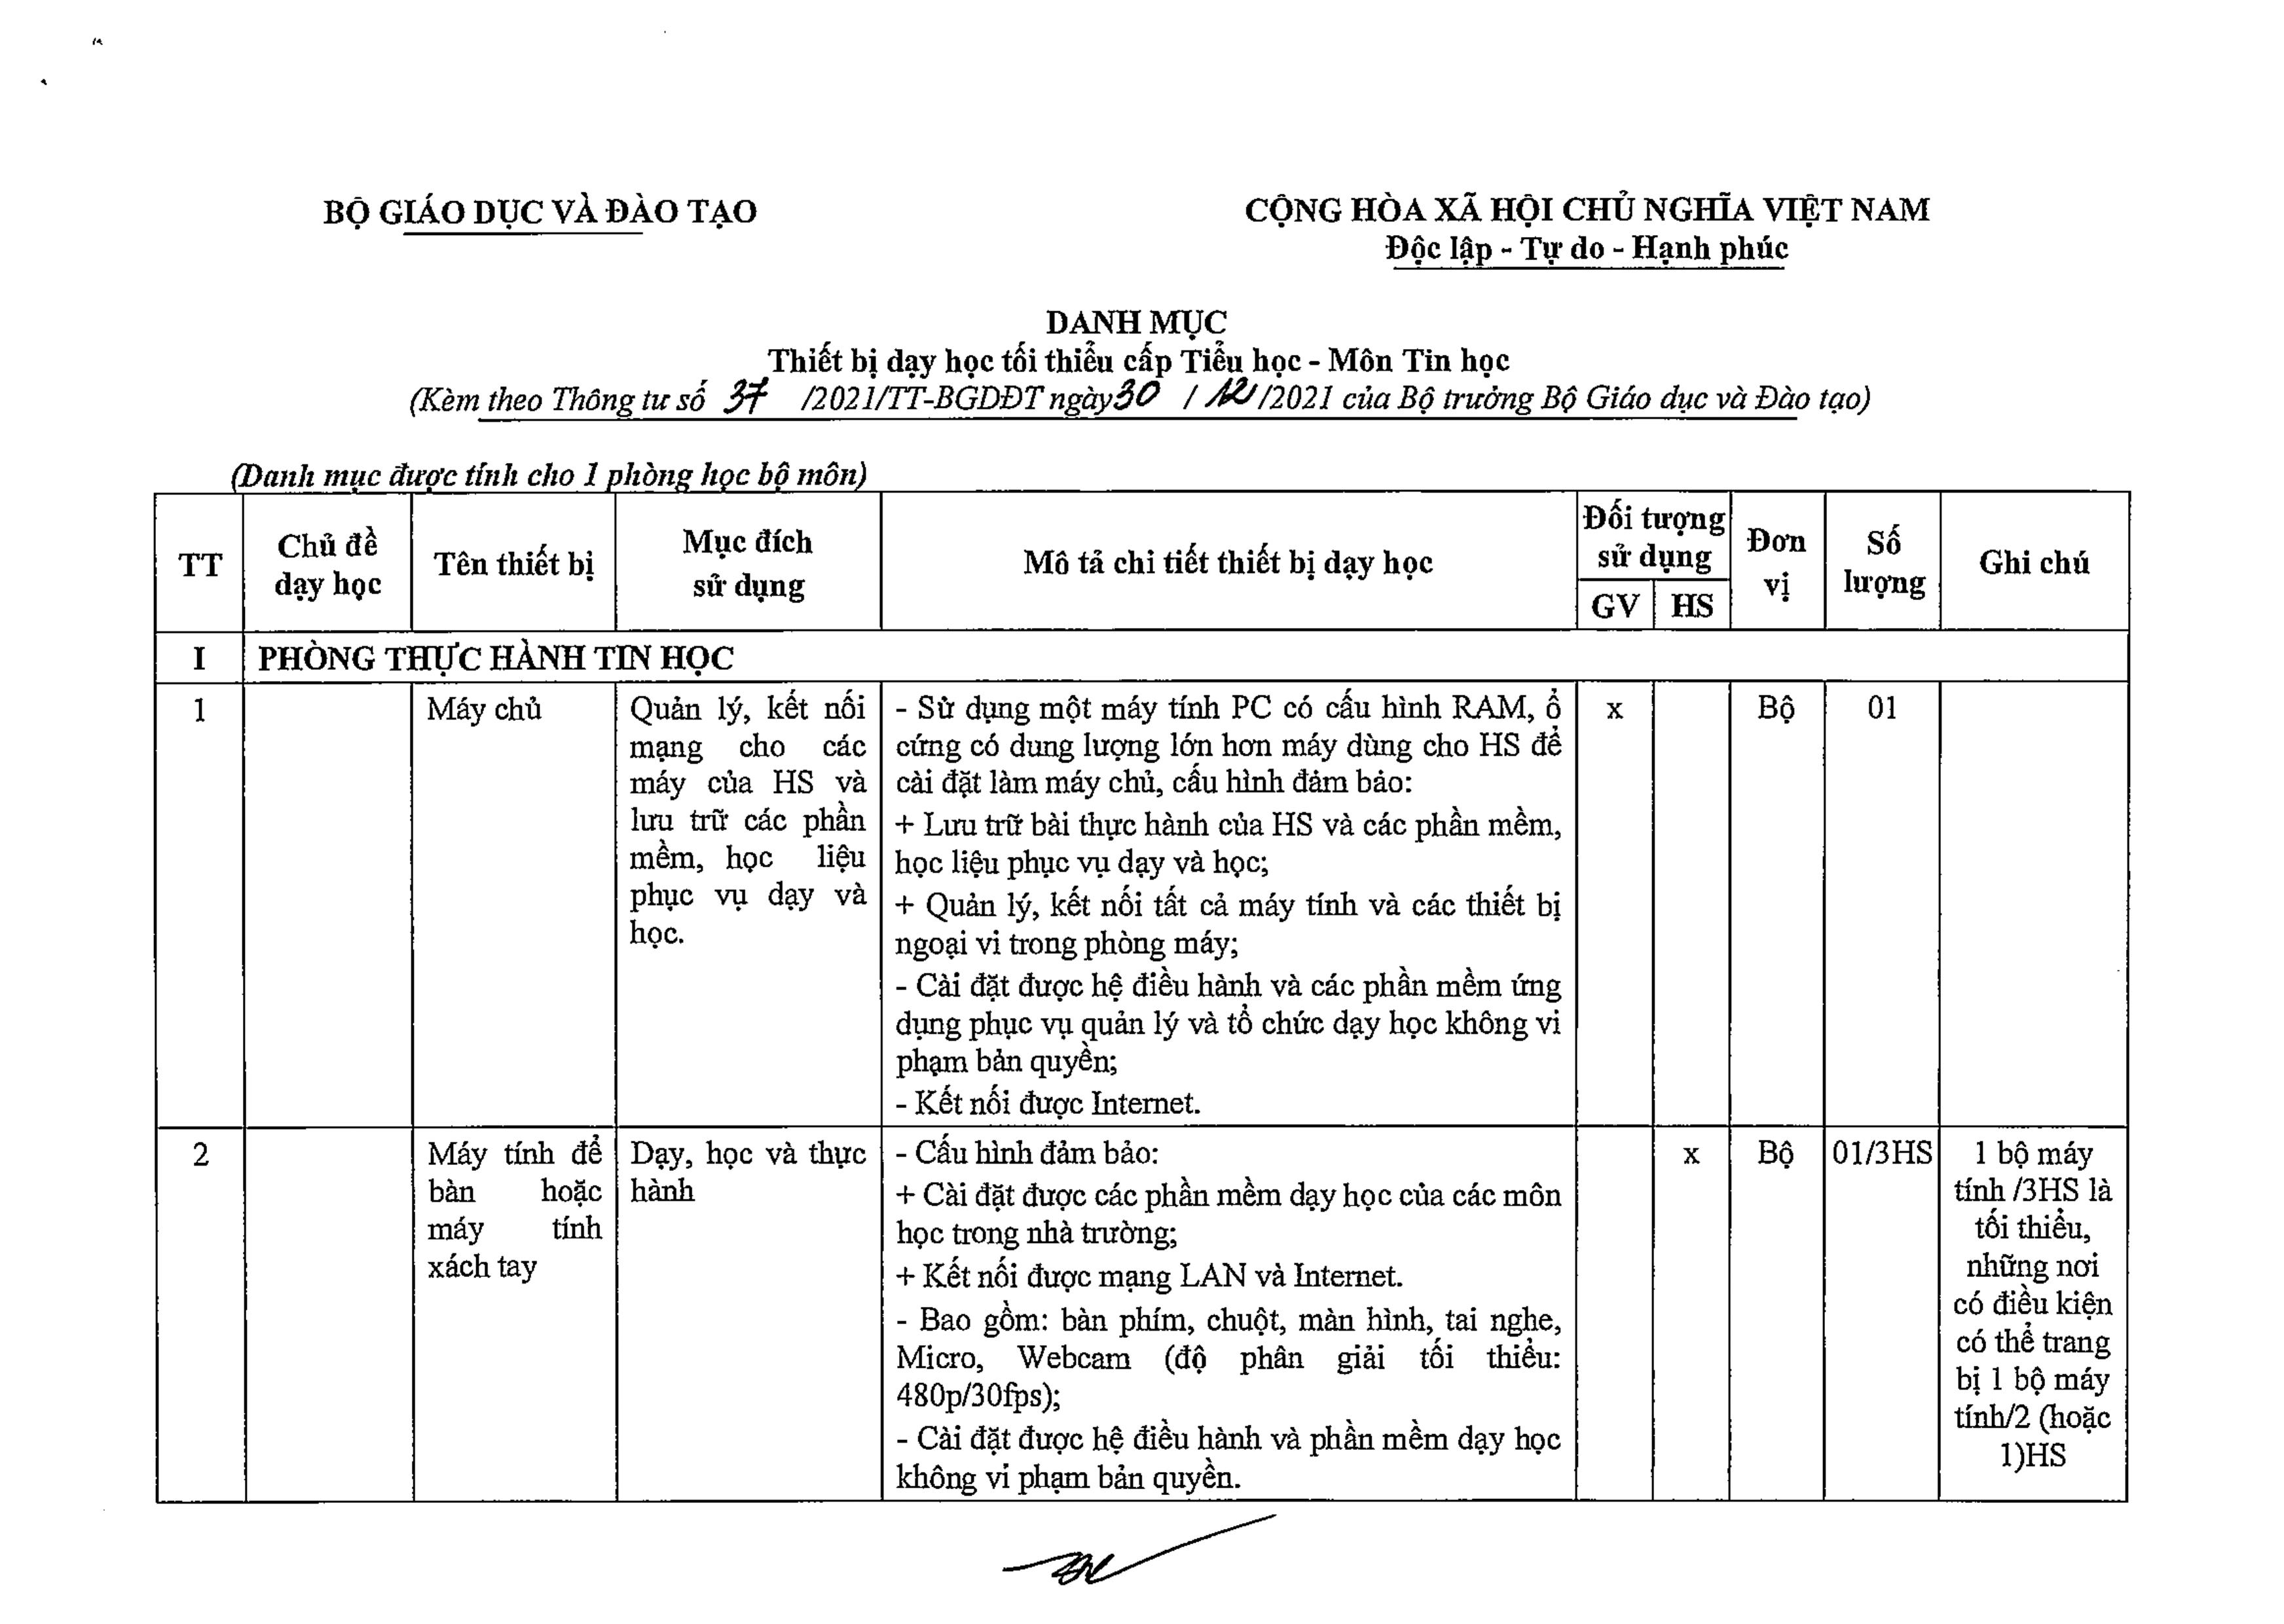 BỘ GIÁO DỤC VÀ ĐÀO TẠO
CỘNG HÒA XÃ HỘI CHỦ NGHĨA VIỆT NAM
Độc lập - Tự do - Hạnh phúc
DANH MỤC
Thiết bị dạy học tối thiểu cấp Tiểu học - Môn Tin học
(Kèm theo Thông tư số 37 /2021/TT-BGDĐT ngày 30 / 12 /2021 của Bộ trưởng Bộ Giáo dục và Đào tạo)
(Danh mục được tính cho 1 phòng học bộ môn)
TT
Chủ đề
dạy học
Tên thiết bị
Mục đích
sử dụng
Mô tả chi tiết thiết bị dạy học
Đối tượng
sử dụng
GV
HS
Đơn
vị
Số
lượng
Ghi chú
I
PHÒNG THỰC HÀNH TIN HỌC
1
Máy chủ
Quản lý, kết nối
mạng cho các
máy của HS và
lưu trữ các phần
mềm, học liệu
phục vụ dạy và
học.
- Sử dụng một máy tính PC có cấu hình RAM, ổ
cứng có dung lượng lớn hơn máy dùng cho HS để
cài đặt làm máy chủ, cấu hình đảm bảo:
+ Lưu trữ bài thực hành của HS và các phần mềm,
học liệu phục vụ dạy và học;
+ Quản lý, kết nối tất cả máy tính và các thiết bị
ngoại vi trong phòng máy;
- Cài đặt được hệ điều hành và các phần mềm ứng
dụng phục vụ quản lý và tổ chức dạy học không vi
phạm bản quyền;
- Kết nối được Internet.
x
Bộ
01
2
Máy tính để
bàn hoặc
máy tính
xách tay
Dạy, học và thực
hành
- Cấu hình đảm bảo:
+ Cài đặt được các phần mềm dạy học của các môn
học trong nhà trường;
+ Kết nối được mạng LAN và Internet.
- Bao gồm: bàn phím, chuột, màn hình, tai nghe,
Micro, Webcam (độ phân giải tối thiểu:
480p/30fps);
- Cài đặt được hệ điều hành và phần mềm dạy học
không vi phạm bản quyền.
x
Bộ
01/3HS
1 bộ máy
tính /3HS là
tối thiểu,
những nơi
có điều kiện
có thể trang
bị 1 bộ máy
tính/2 (hoặc
1)HS